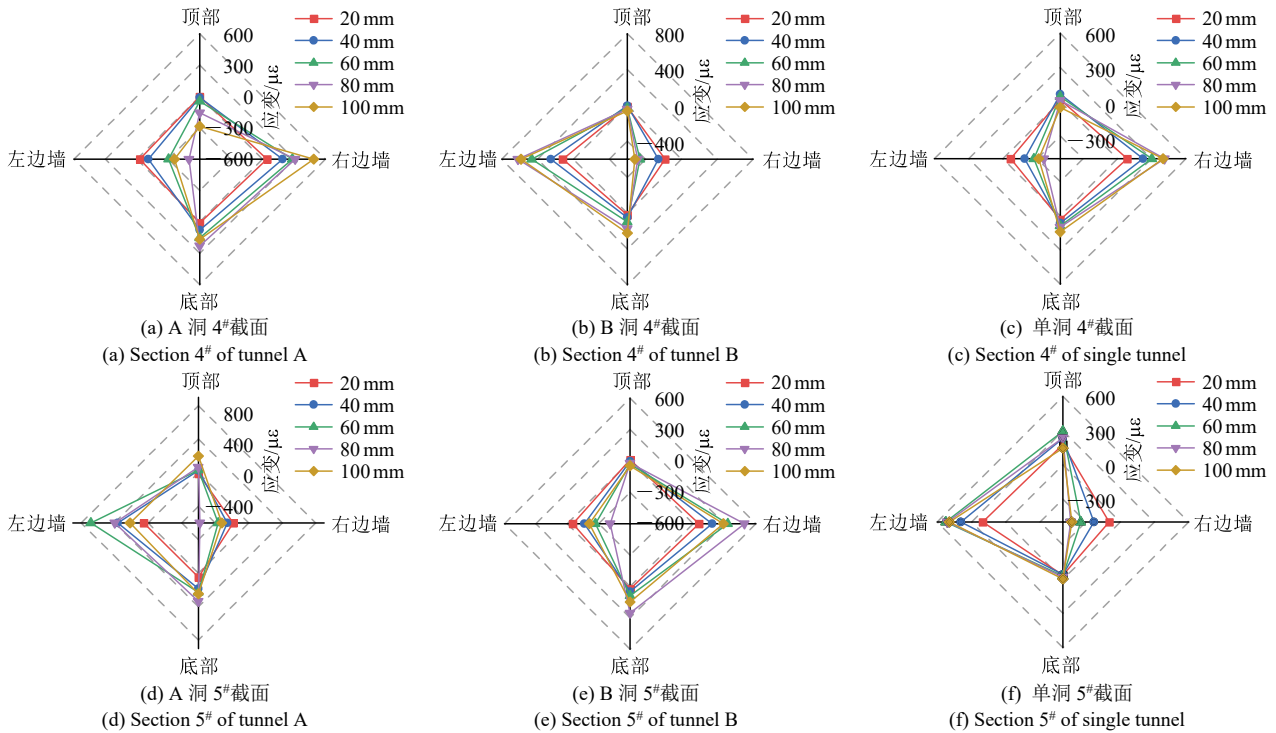 顶部
600
300
0
−300
−600
应变/με
左边墙
右边墙
底部
20 mm
40 mm
60 mm
80 mm
100 mm
(a) A 洞 4#截面
(a) Section 4# of tunnel A
顶部
800
400
0
−400
应变/με
底部
20 mm
40 mm
60 mm
80 mm
100 mm
左边墙
右边墙
(b) B 洞 4#截面
(b) Section 4# of tunnel B
顶部
600
300
0
−300
应变/με
左边墙
右边墙
底部
20 mm
40 mm
60 mm
80 mm
100 mm
(c) 单洞 4#截面
(c) Section 4# of single tunnel
顶部
800
400
0
−400
应变/με
左边墙
右边墙
底部
20 mm
40 mm
60 mm
80 mm
100 mm
(d) A 洞 5#截面
(d) Section 5# of tunnel A
顶部
600
300
0
−300
−600
应变/με
左边墙
右边墙
底部
20 mm
40 mm
60 mm
80 mm
100 mm
(e) B 洞 5#截面
(e) Section 5# of tunnel B
顶部
600
300
0
−300
应变/με
左边墙
右边墙
底部
20 mm
40 mm
60 mm
80 mm
100 mm
(f) 单洞 5#截面
(f) Section 5# of single tunnel